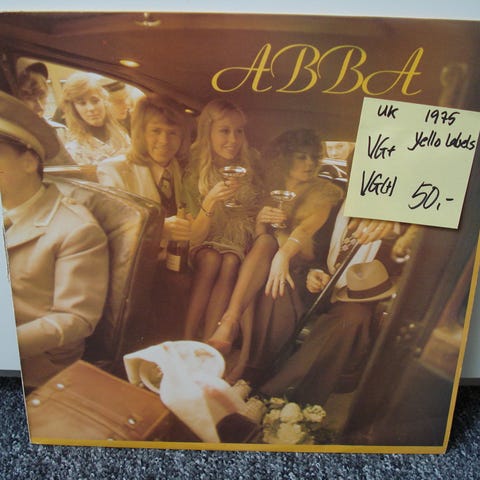 ABBA
UK 1975
VG+ Yello Labels
VG(+) 50,-